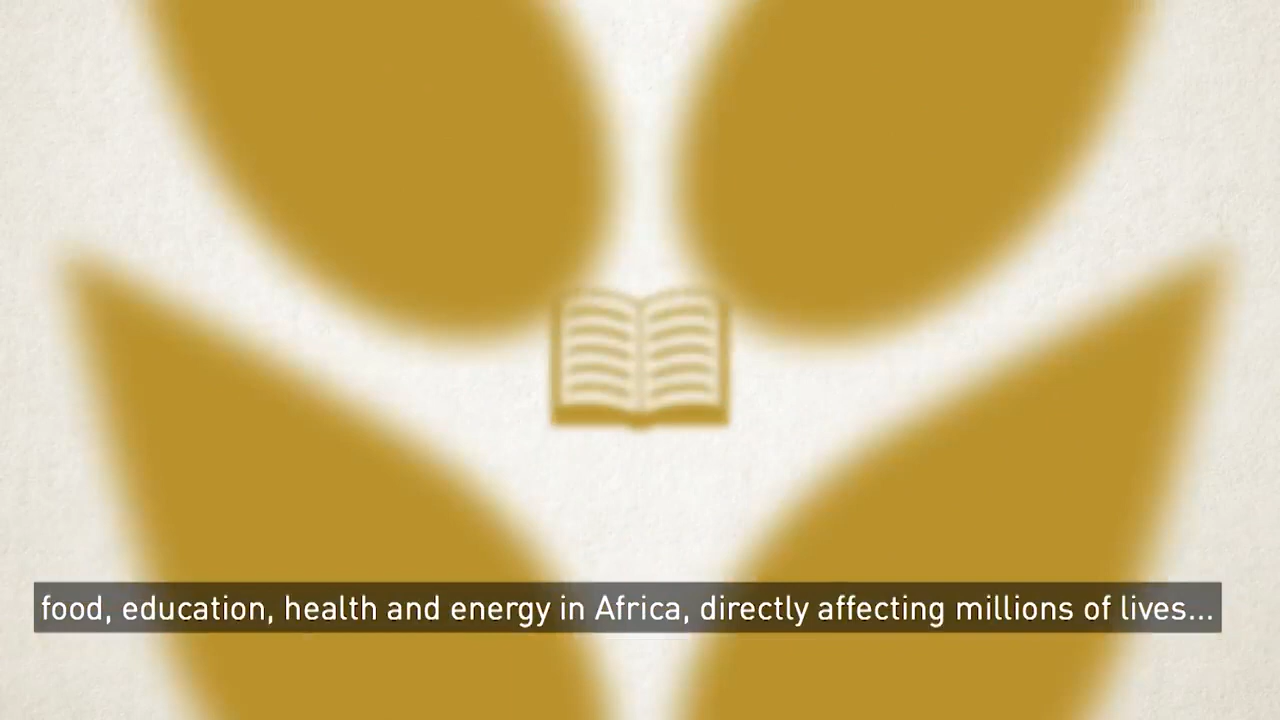 food, education, health and energy in Africa, directly affecting millions of lives...